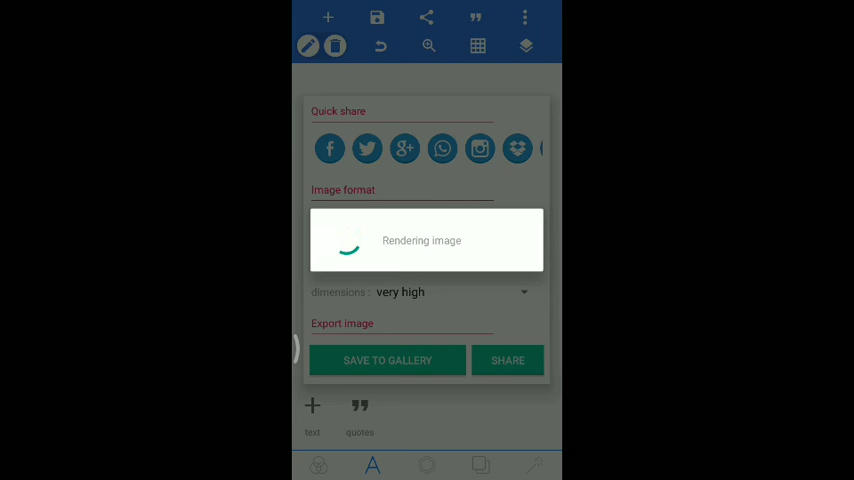 Quick share
Image format
Rendering image
dimensions : very high
Export image
SAVE TO GALLERY SHARE
text quotes